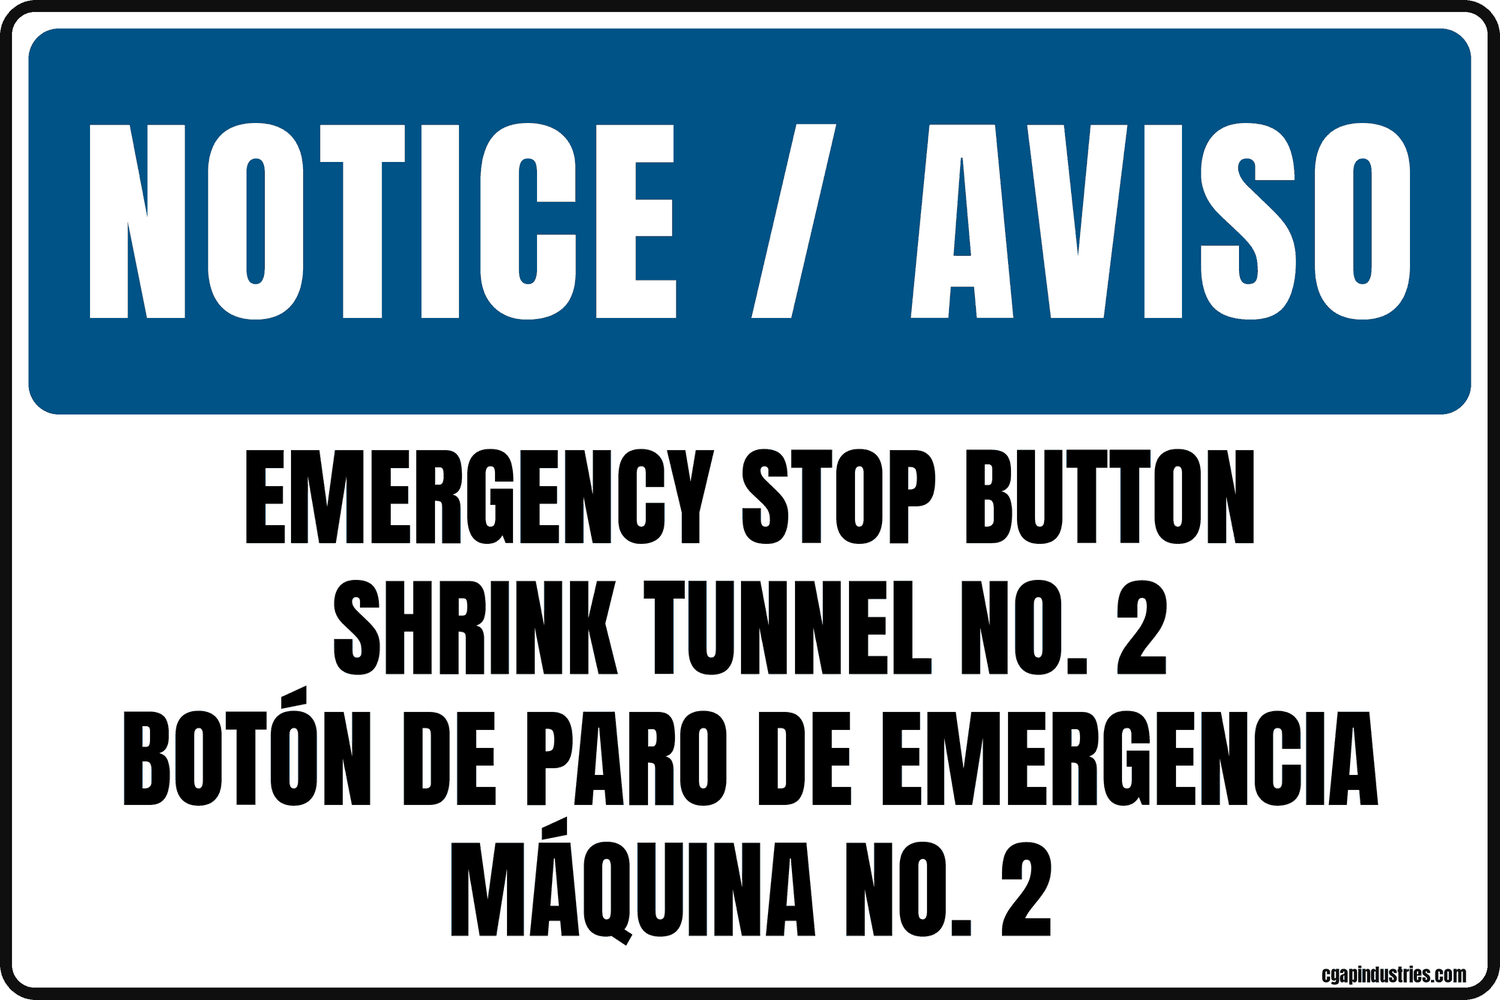 NOTICE / AVISO
EMERGENCY STOP BUTTON
SHRINK TUNNEL NO. 2
BOTÓN DE PARO DE EMERGENCIA
MÁQUINA NO. 2
cgapindustries.com